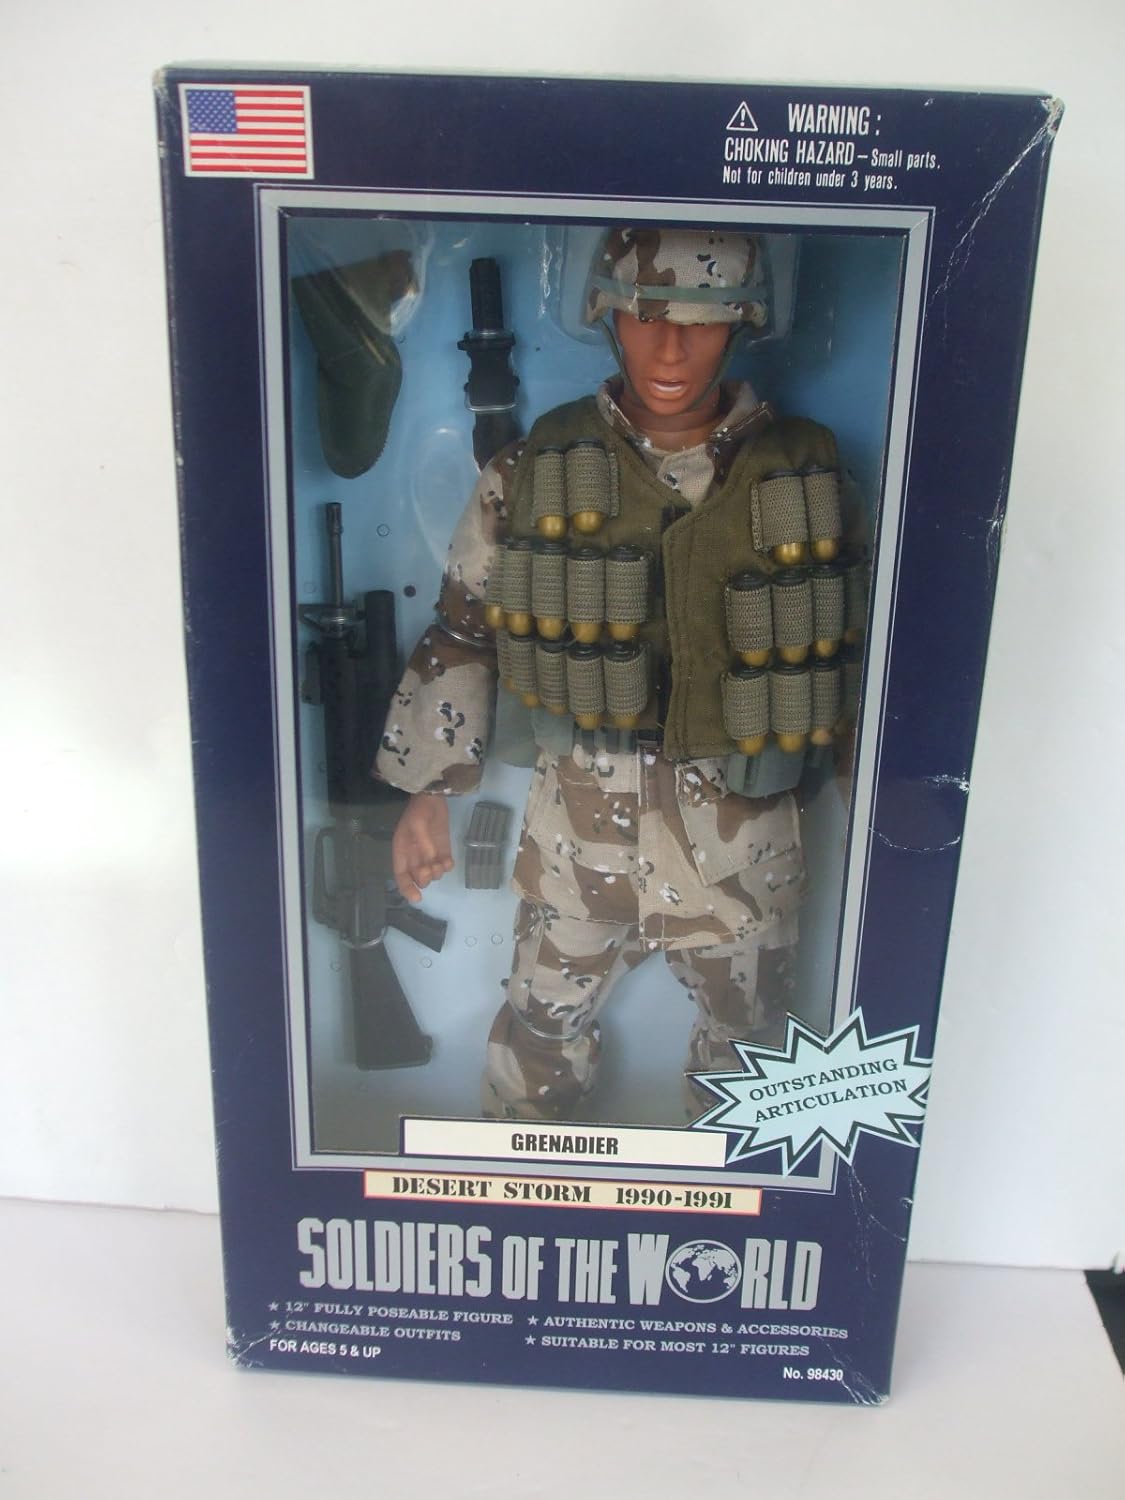 WARNING :
CHOKING HAZARD — Small parts.
Not for children under 3 years.
OUTSTANDING
ARTICULATION
GRENADIER
DESERT STORM 1990-1991
SOLDIERS OF THE WORLD
★ 12" FULLY POSEABLE FIGURE
★ CHANGEABLE OUTFITS
FOR AGES 5 & UP
★ AUTHENTIC WEAPONS & ACCESSORIES
★ SUITABLE FOR MOST 12" FIGURES
No. 98430